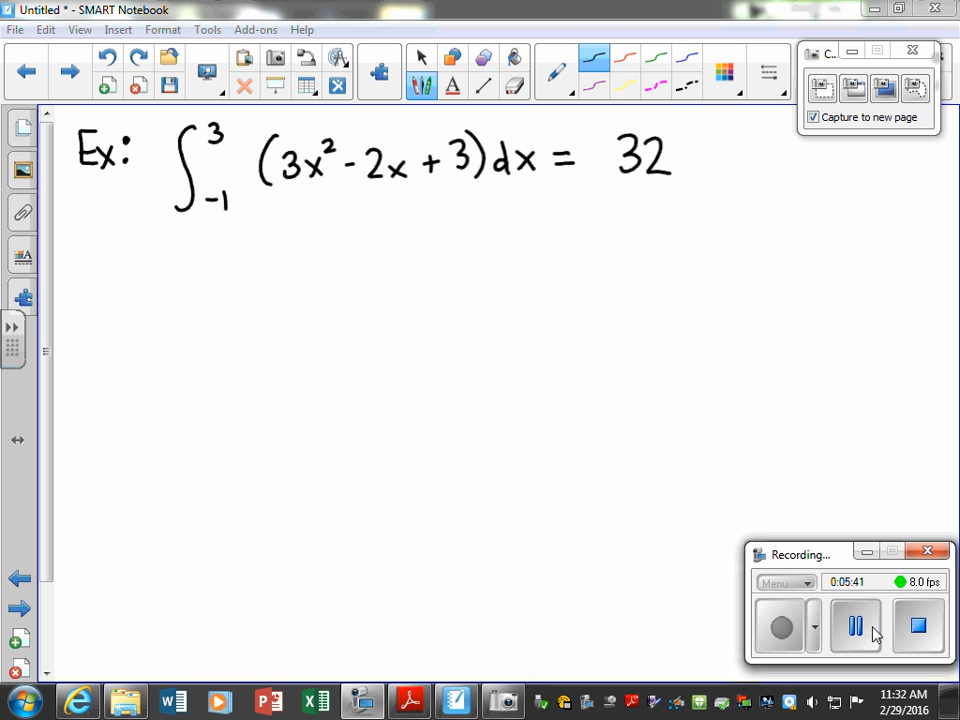 Untitled * - SMART Notebook
File Edit View Insert Format Add-ons Help
C...
Capture to new page
Ex: ∫₋₁³ (3x² - 2x + 3)dx = 32
Recording...
Menu 0:05:41 8.0 fps
11:32 AM
2/29/2016